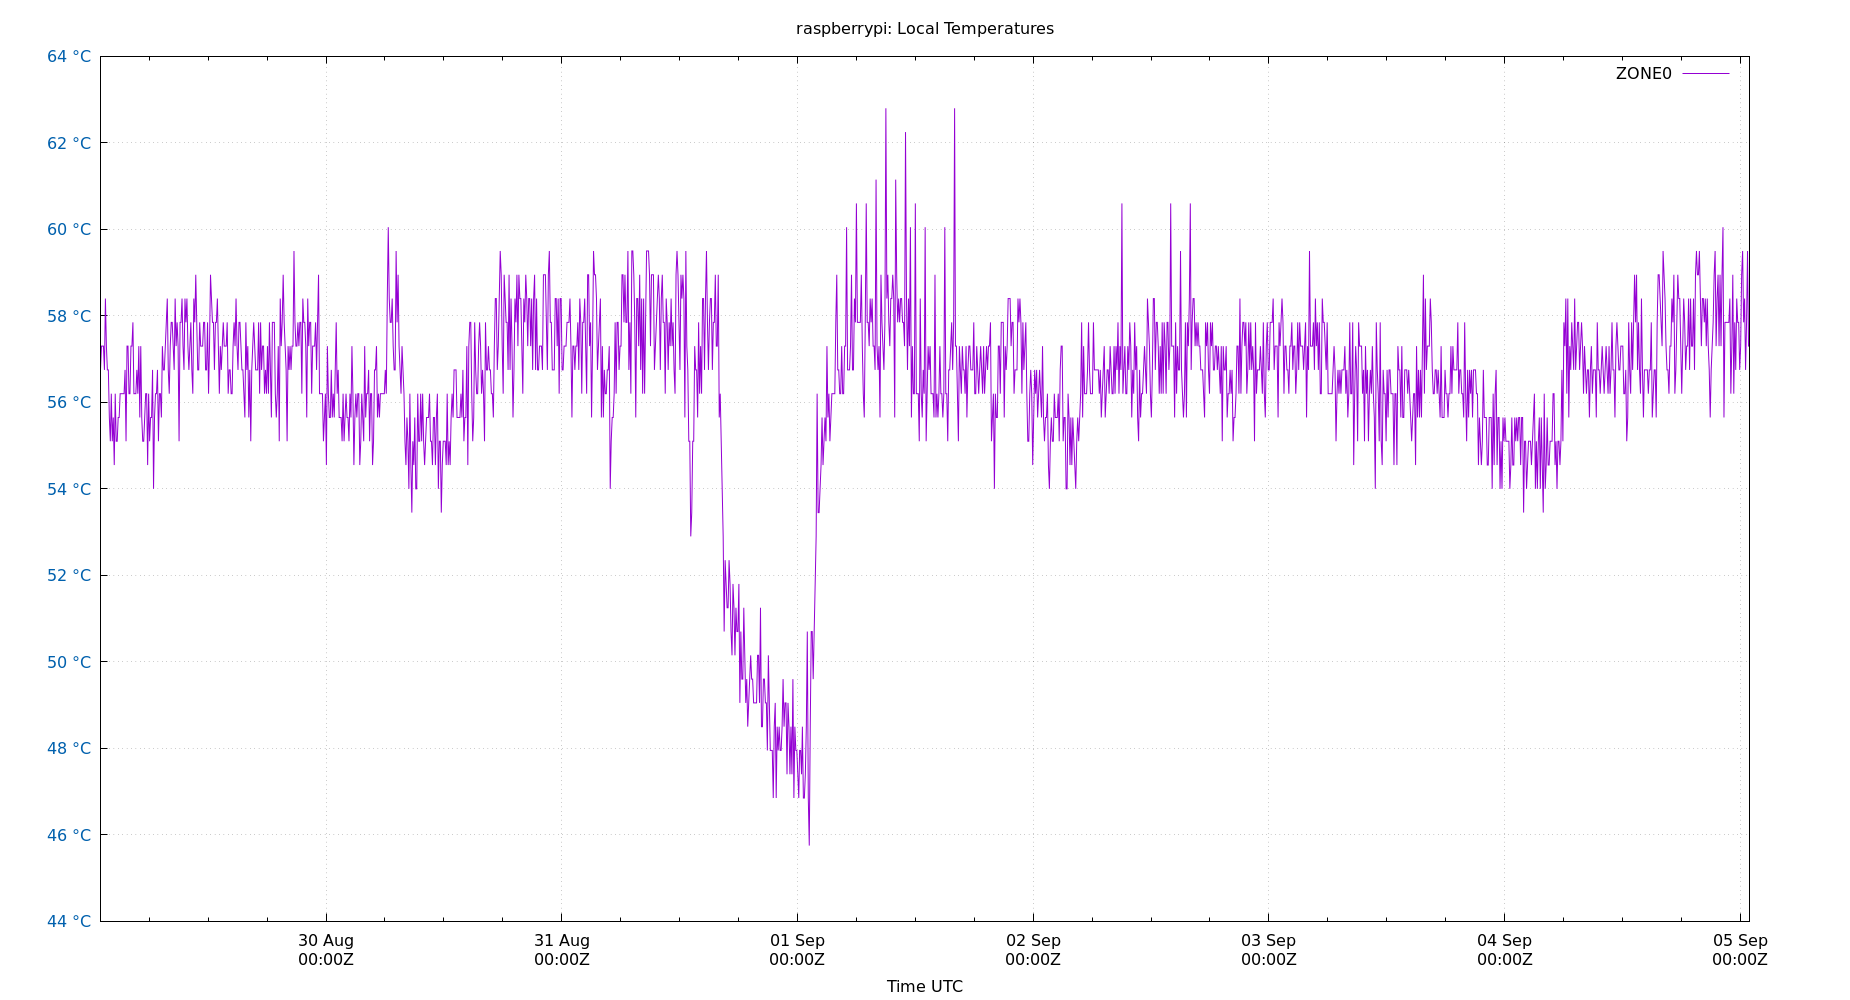 raspberrypi: Local Temperatures
64 °C
ZONE0
62 °C
60 °C
58 °C
56 °C
54 °C
52 °C
50 °C
48 °C
46 °C
44 °C
30 Aug 31 Aug 01 Sep 02 Sep 03 Sep 04 Sep 05 Sep
00:00Z 00:00Z 00:00Z 00:00Z 00:00Z 00:00Z 00:00Z
Time UTC